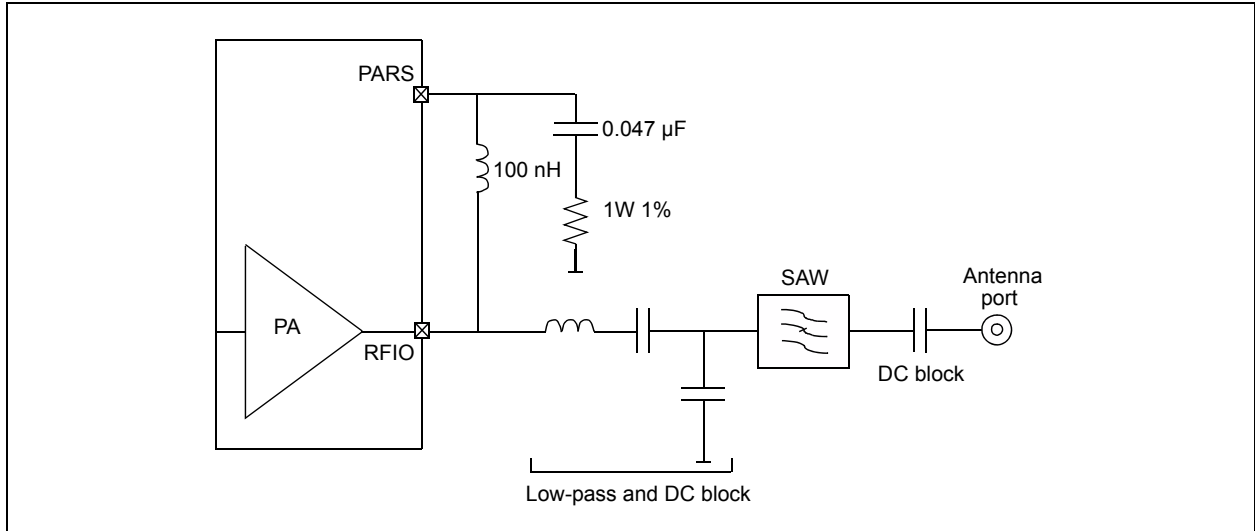 PARS
0.047 µF
100 nH
1W 1%
SAW
Antenna
port
PA
RFIO
DC block
Low-pass and DC block